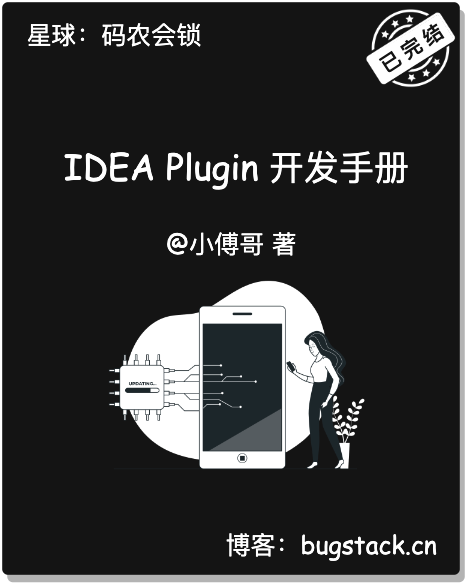 星球：码农会锁
已完结
IDEA Plugin 开发手册
@小傅哥 著
UPDATING...
博客：bugstack.cn